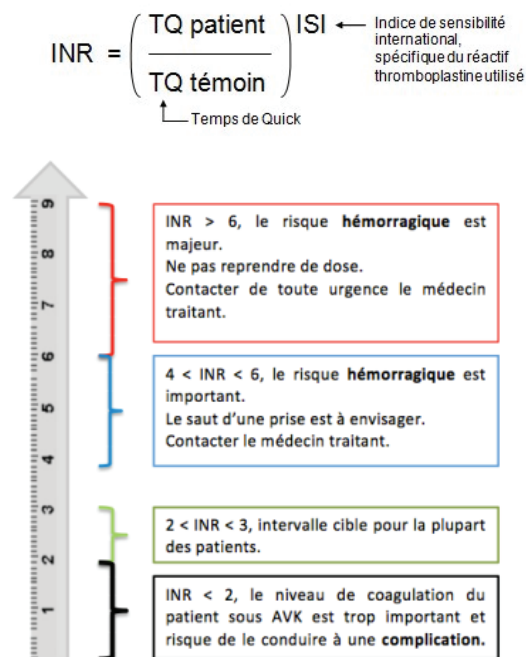 INR = ( TQ patient / TQ témoin ) ISI
Indice de sensibilité
international,
spécifique du réactif
thromboplastine utilisé
Temps de Quick
9
8
7
6
5
4
3
2
1
INR > 6, le risque hémorragique est
majeur.
Ne pas reprendre de dose.
Contacter de toute urgence le médecin
traitant.
4 < INR < 6, le risque hémorragique est
important.
Le saut d'une prise est à envisager.
Contacter le médecin traitant.
2 < INR < 3, intervalle cible pour la plupart
des patients.
INR < 2, le niveau de coagulation du
patient sous AVK est trop important et
risque de le conduire à une complication.